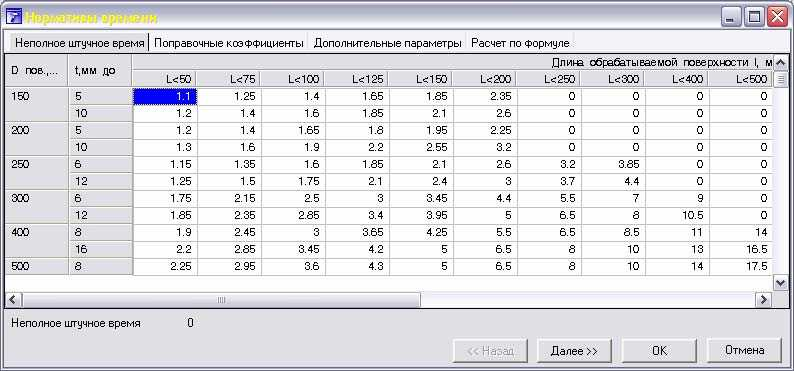 Нормативы времени
Неполное штучное время Поправочные коэффициенты Дополнительные параметры Расчет по формуле
Длина обрабатываемой поверхности l, м
D пов.,... t,мм до L<50 L<75 L<100 L<125 L<150 L<200 L<250 L<300 L<400 L<500
150 5 1.1 1.25 1.4 1.65 1.85 2.35 0 0 0 0
10 1.2 1.4 1.6 1.85 2.1 2.6 0 0 0 0
200 5 1.2 1.4 1.65 1.8 1.95 2.25 0 0 0 0
10 1.3 1.6 1.9 2.2 2.55 3.2 0 0 0 0
250 6 1.15 1.35 1.6 1.85 2.1 2.6 3.2 3.85 0 0
12 1.25 1.5 1.75 2.1 2.4 3 3.7 4.4 0 0
300 6 1.75 2.15 2.5 3 3.45 4.4 5.5 7 9 0
12 1.85 2.35 2.85 3.4 3.95 5 6.5 8 10.5 0
400 8 1.9 2.45 3 3.65 4.25 5.5 6.5 8.5 11 14
16 2.2 2.85 3.45 4.2 5 6.5 8 10 13 16.5
500 8 2.25 2.95 3.6 4.3 5 6.5 8 10 14 17.5
Неполное штучное время 0
<< Назад Далее >> OK Отмена